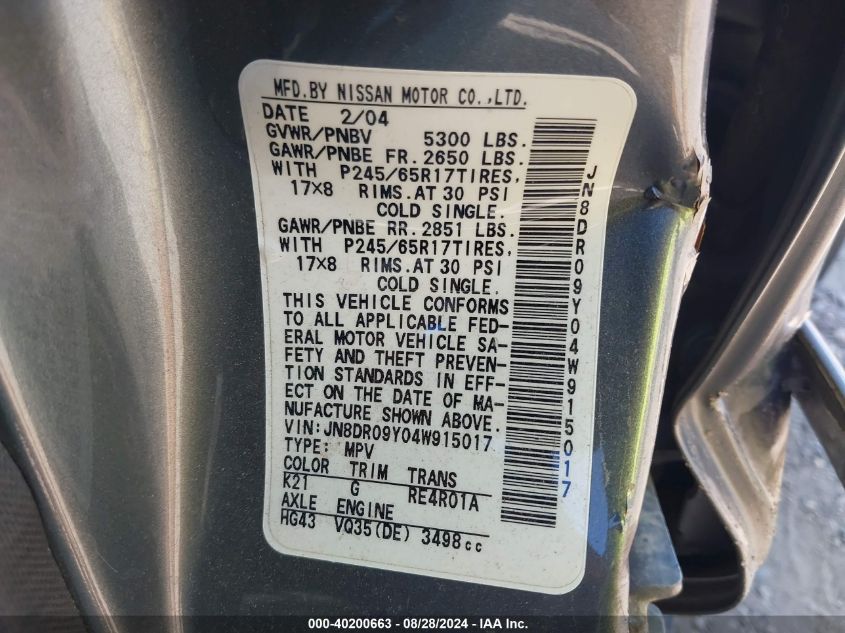 MFD.BY NISSAN MOTOR CO.,LTD.
DATE 2/04
GVWR/PNBV 5300 LBS.
GAWR/PNBE FR. 2650 LBS.
WITH P245/65R17TIRES,
17X8 RIMS.AT 30 PSI
COLD SINGLE.
GAWR/PNBE RR. 2851 LBS.
WITH P245/65R17TIRES,
17X8 RIMS.AT 30 PSI
COLD SINGLE.
THIS VEHICLE CONFORMS
TO ALL APPLICABLE FED-
ERAL MOTOR VEHICLE SA-
FETY AND THEFT PREVEN-
TION STANDARDS IN EFF-
ECT ON THE DATE OF MA-
NUFACTURE SHOWN ABOVE.
VIN:JN8DR09Y04W915017
TYPE: MPV
COLOR TRIM TRANS
K21 G RE4R01A
AXLE ENGINE
HG43 VQ35(DE) 3498cc
JN8DR09Y04W915017
000-40200663 - 08/28/2024 - IAA Inc.